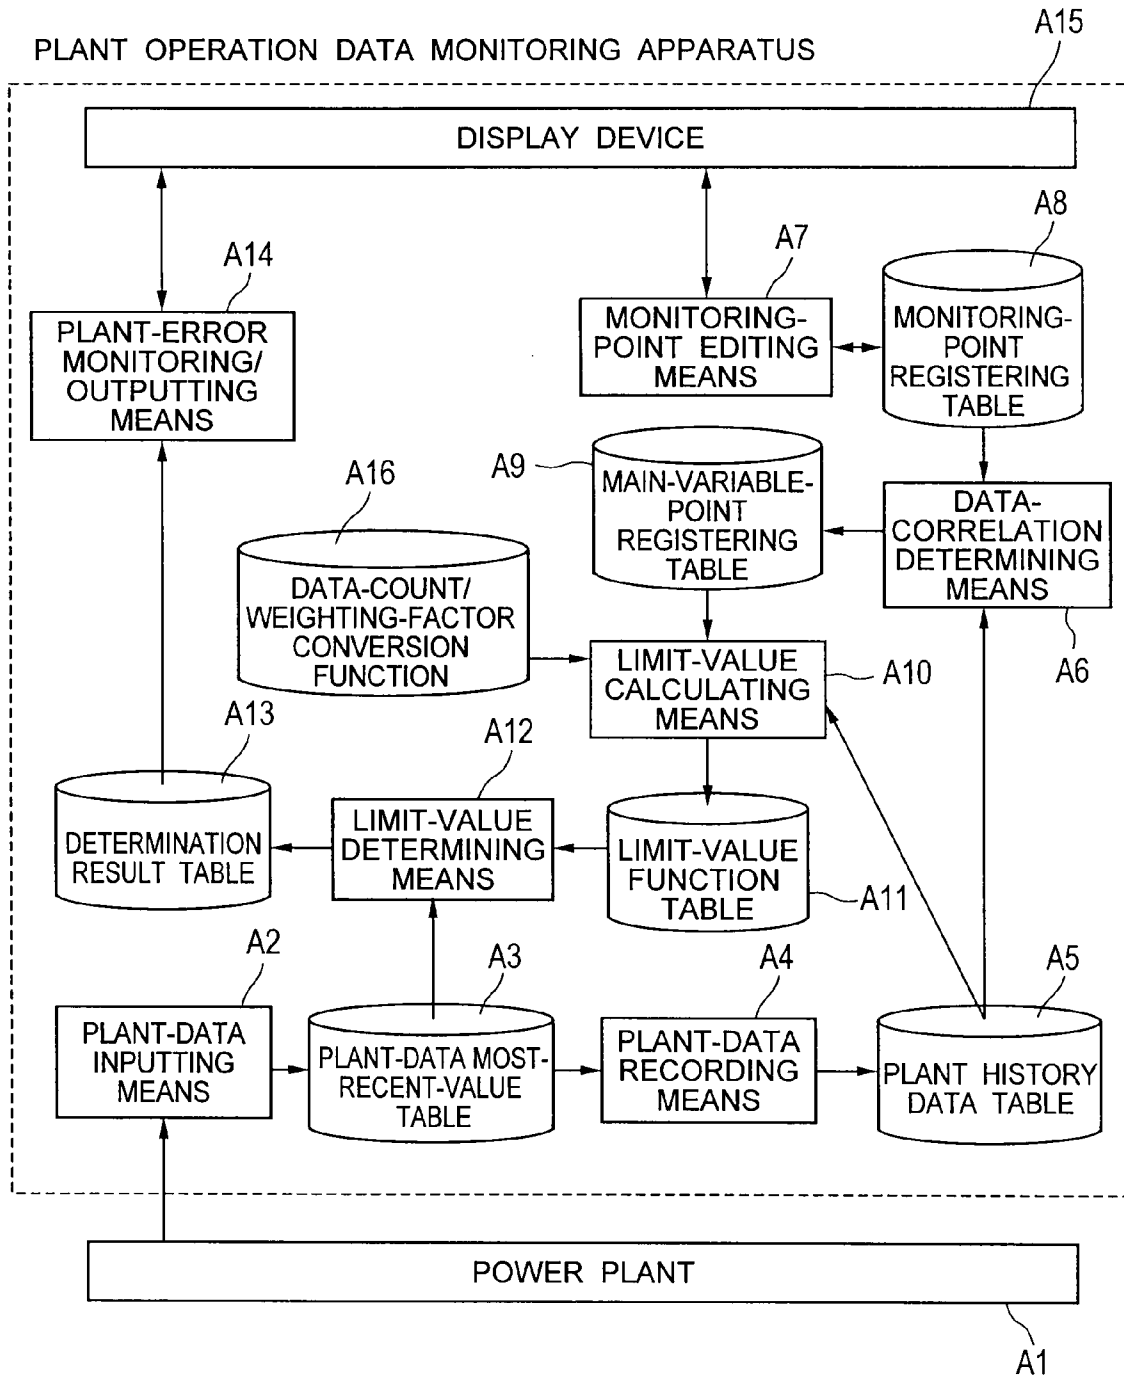 A15
PLANT OPERATION DATA MONITORING APPARATUS
DISPLAY DEVICE
A14
PLANT-ERROR
MONITORING/
OUTPUTTING
MEANS
A7
MONITORING-
POINT EDITING
MEANS
A8
MONITORING-
POINT
REGISTERING
TABLE
A16
DATA-COUNT/
WEIGHTING-FACTOR
CONVERSION
FUNCTION
A9
MAIN-VARIABLE-
POINT
REGISTERING
TABLE
DATA-
CORRELATION
DETERMINING
MEANS
A6
LIMIT-VALUE
CALCULATING
MEANS
A10
A13
DETERMINATION
RESULT TABLE
A12
LIMIT-VALUE
DETERMINING
MEANS
LIMIT-VALUE
FUNCTION
TABLE
A11
A2
PLANT-DATA
INPUTTING
MEANS
A3
PLANT-DATA MOST-
RECENT-VALUE
TABLE
A4
PLANT-DATA
RECORDING
MEANS
A5
PLANT HISTORY
DATA TABLE
POWER PLANT
A1